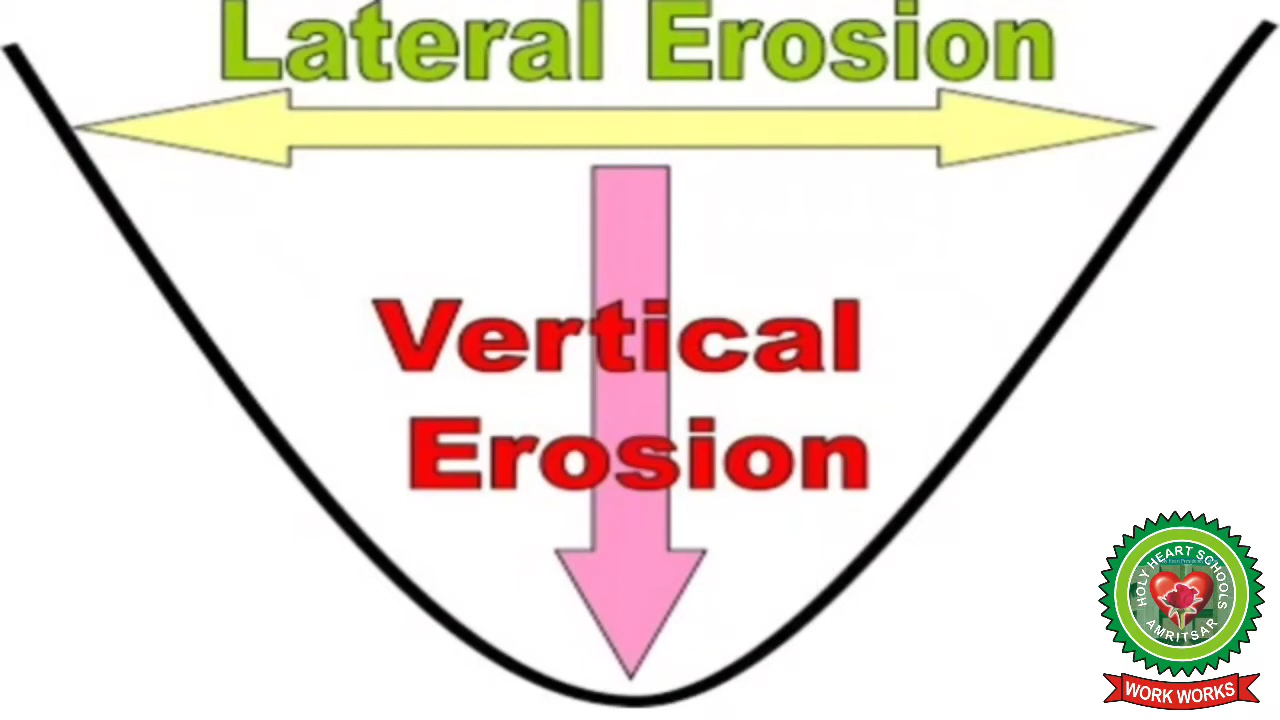 Lateral Erosion
Vertical
Erosion
HOLY HEART SCHOOLS
AMRITSAR
WORK WORKS